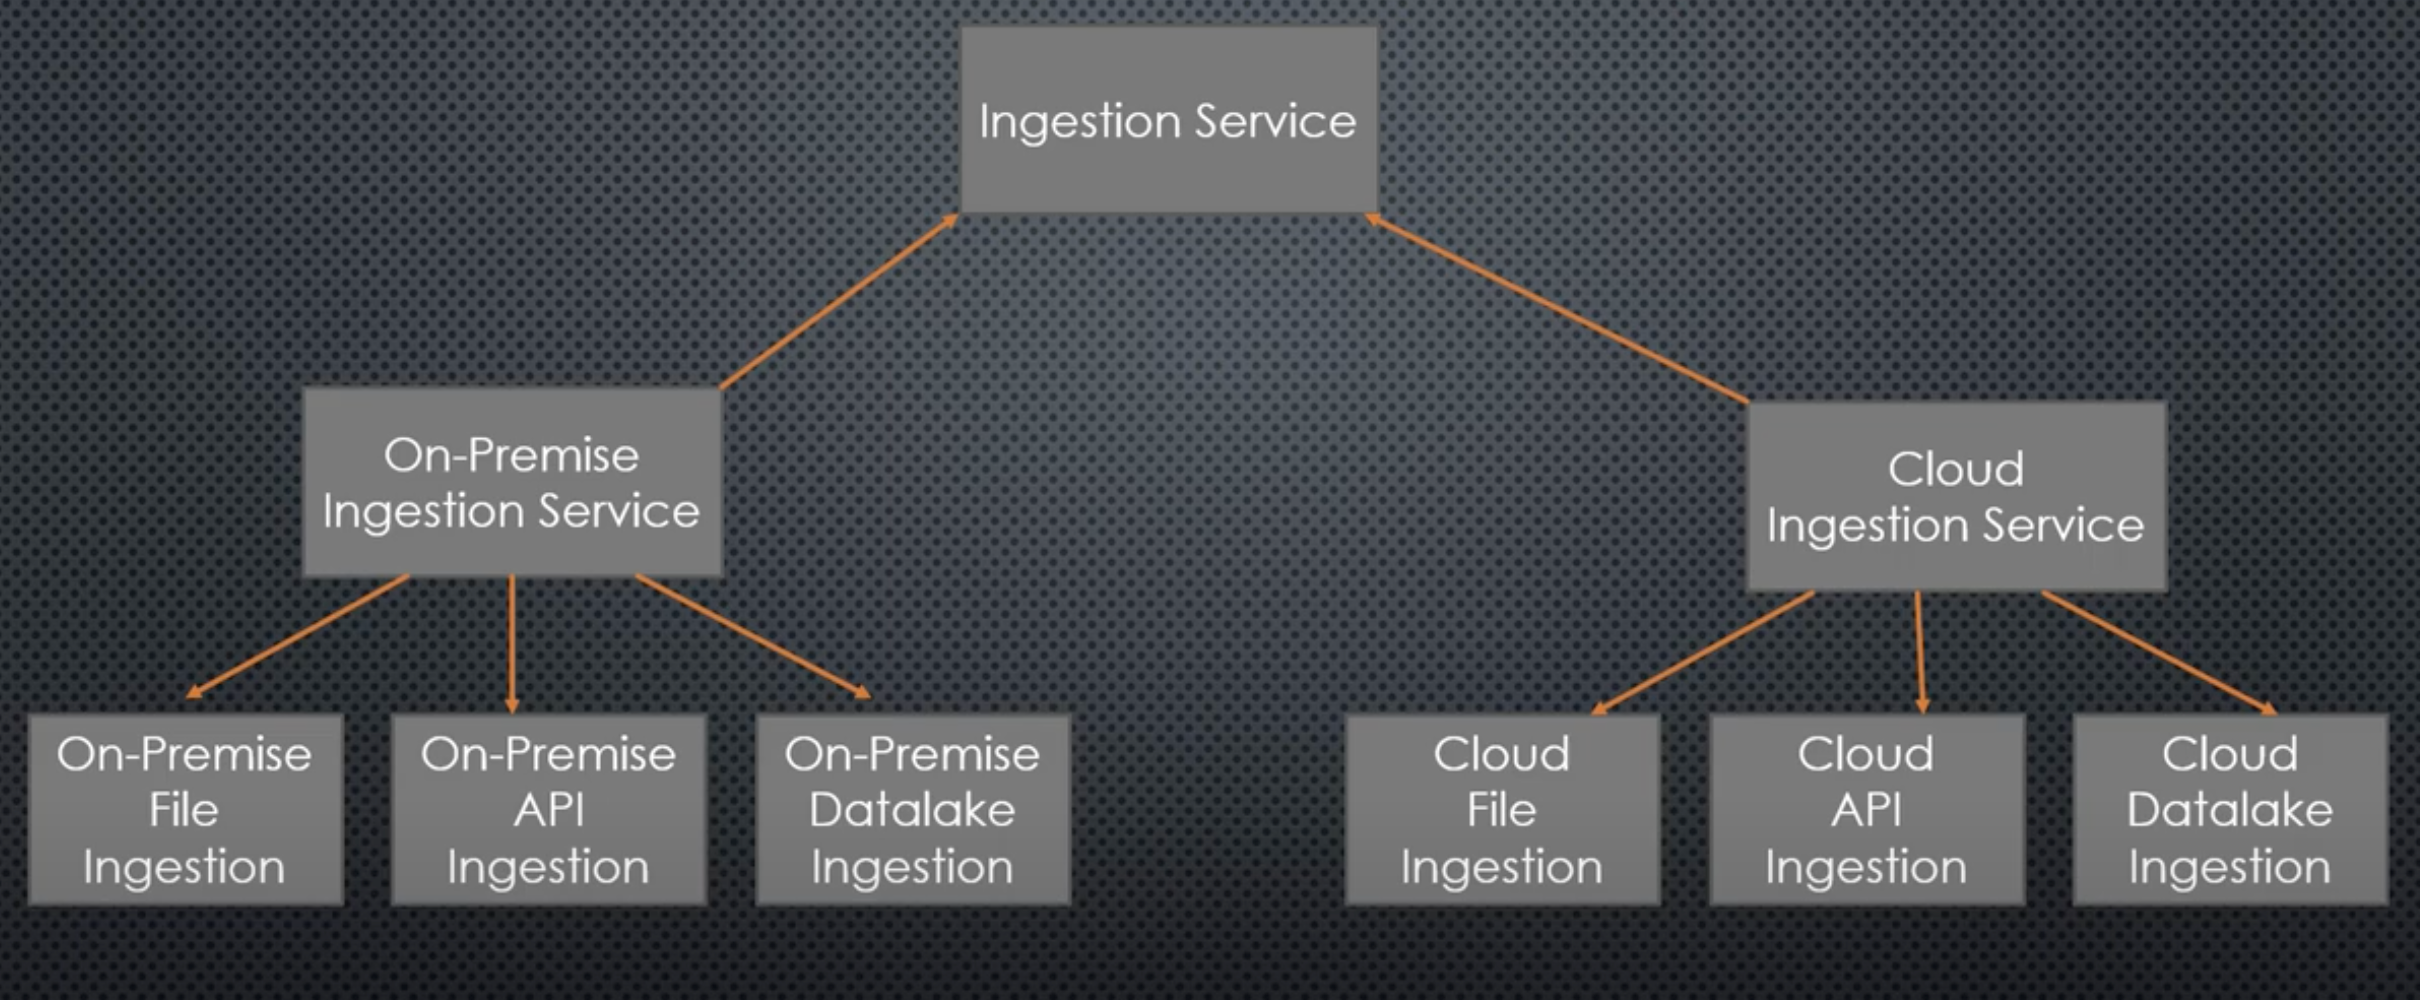 Ingestion Service
On-Premise
Ingestion Service
Cloud
Ingestion Service
On-Premise
File
Ingestion
On-Premise
API
Ingestion
On-Premise
Datalake
Ingestion
Cloud
File
Ingestion
Cloud
API
Ingestion
Cloud
Datalake
Ingestion